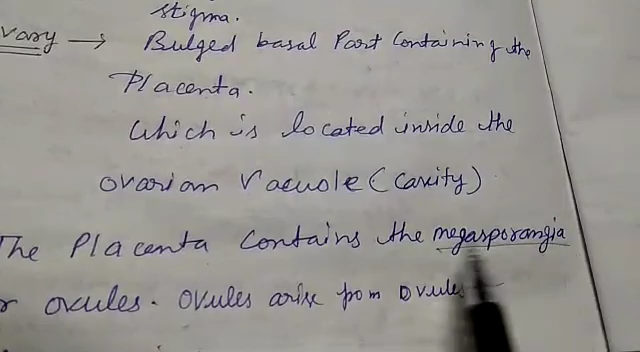 stigma.
vary → Bulged basal Part Containing the
Placenta.
Which is located inside the
ovarian Vacuole (Cavity)
The Placenta Contains the megasporangia
r ovules. Ovules arise from Ovules